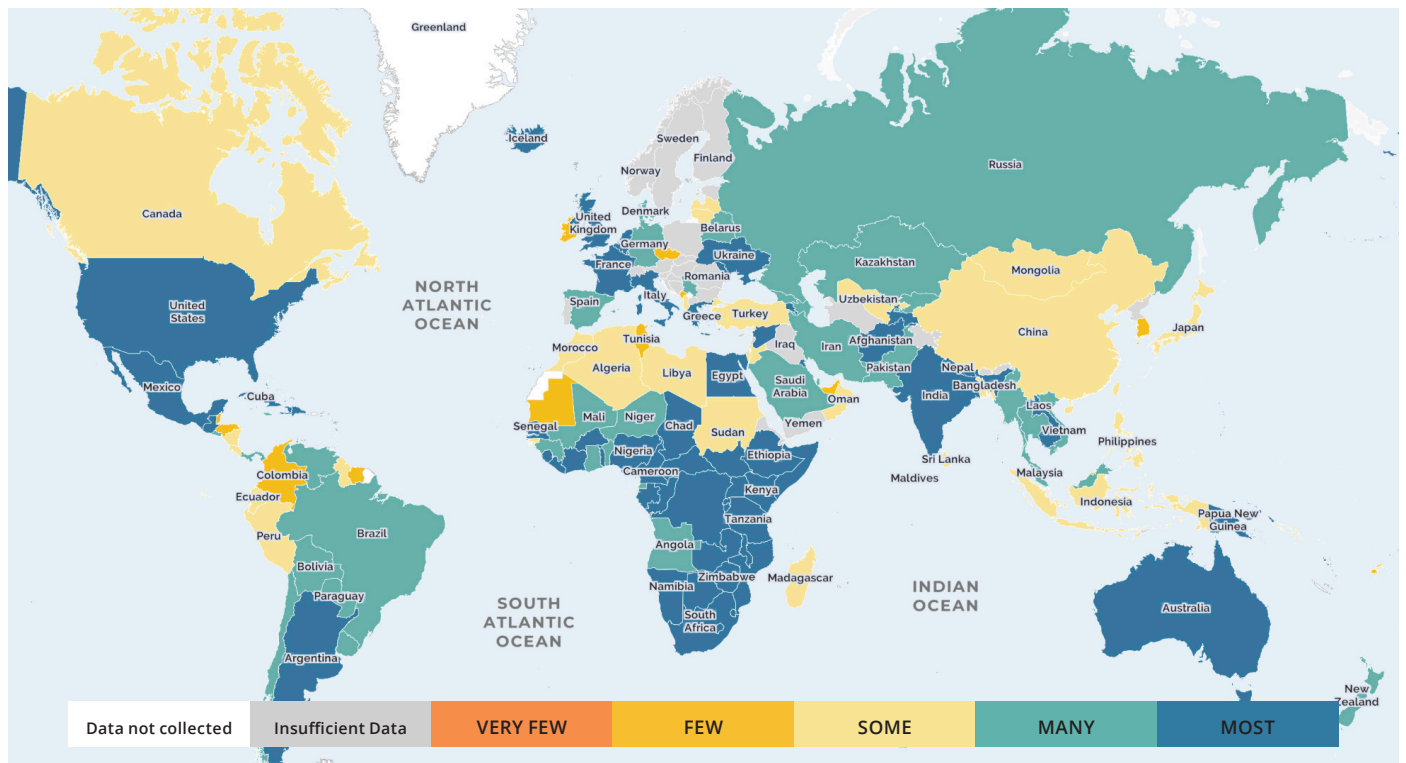 Greenland
Iceland
Sweden
Finland
Norway
Russia
Canada
United
Kingdom
Denmark
Belarus
Germany
Ukraine
France
Kazakhstan
Romania
Mongolia
NORTH
ATLANTIC
OCEAN
United
States
Spain
Italy
Greece
Turkey
Uzbekistan
China
Japan
Morocco
Tunisia
Iraq
Iran
Afghanistan
Algeria
Libya
Egypt
Pakistan
Nepal
Mexico
Cuba
Saudi
Arabia
Bangladesh
India
Oman
Laos
Mali
Niger
Chad
Sudan
Yemen
Senegal
Vietnam
Philippines
Nigeria
Ethiopia
Sri Lanka
Colombia
Cameroon
Maldives
Malaysia
Ecuador
Kenya
Indonesia
Papua New
Guinea
Tanzania
Peru
Brazil
Angola
Bolivia
Zimbabwe
Madagascar
Namibia
INDIAN
OCEAN
Paraguay
SOUTH
ATLANTIC
OCEAN
South
Africa
Australia
Argentina
New
Zealand
Data not collected
Insufficient Data
VERY FEW
FEW
SOME
MANY
MOST